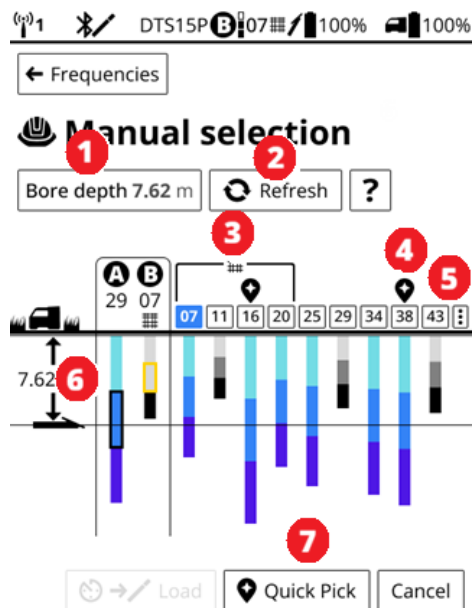 1 DTS15P B 07 100% 100%
← Frequencies
Manual selection
1
2
Bore depth 7.62 m
Refresh
?
3
4
5
A B
29 07
07 11 16 20 25 29 34 38 43
7.62
6
7
Load
Quick Pick
Cancel